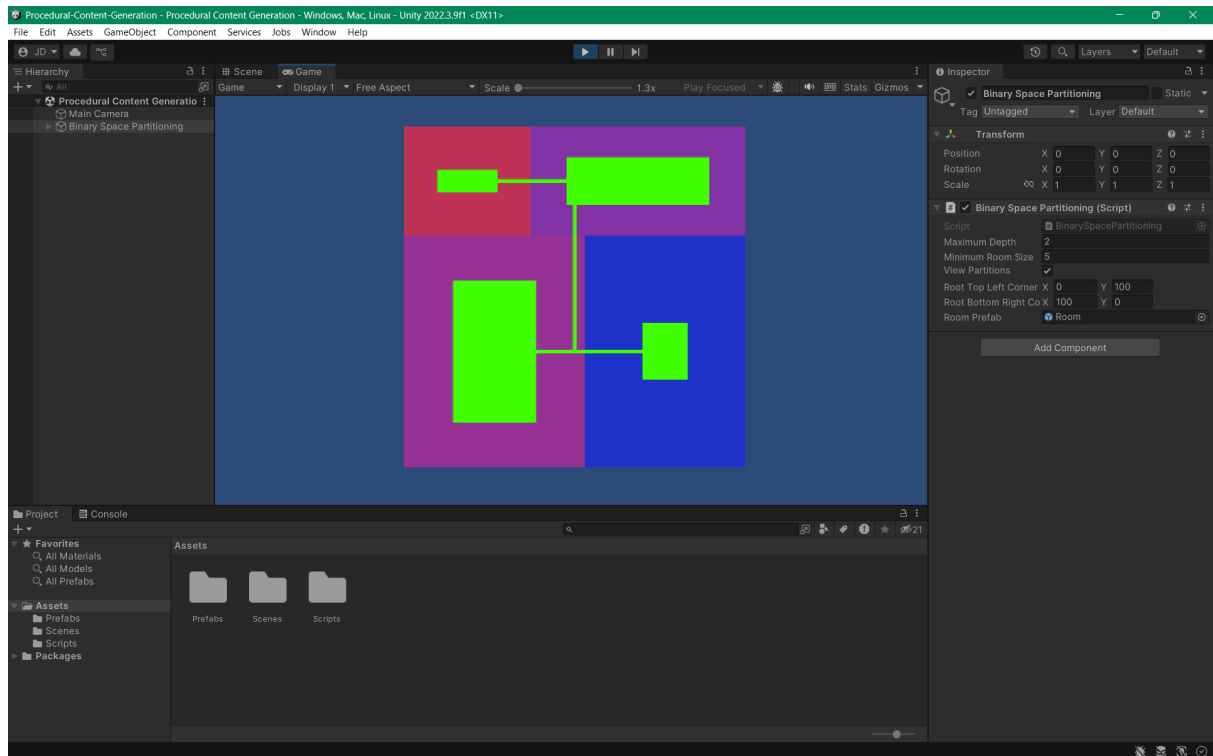 Procedural-Content-Generation - Procedural Content Generation - Windows, Mac, Linux - Unity 2022.3.9f1 <DX11>
File Edit Assets GameObject Component Services Jobs Window Help
JD Layers Default
Hierarchy
All
Procedural Content Generatio
Main Camera
Binary Space Partitioning
Scene Game
Game Display 1 Free Aspect Scale 1.3x Play Focused Stats Gizmos
Inspector
Binary Space Partitioning Static
Tag Untagged Layer Default
Transform
Position X 0 Y 0 Z 0
Rotation X 0 Y 0 Z 0
Scale X 1 Y 1 Z 1
# Binary Space Partitioning (Script)
Script # BinarySpacePartitioning
Maximum Depth 2
Minimum Room Size 5
View Partitions
Root Top Left Corner X 0 Y 100
Root Bottom Right Co X 100 Y 0
Room Prefab Room
Add Component
Project Console
21
Favorites
All Materials
All Models
All Prefabs
Assets
Prefabs
Scenes
Scripts
Packages
Assets
Prefabs Scenes Scripts